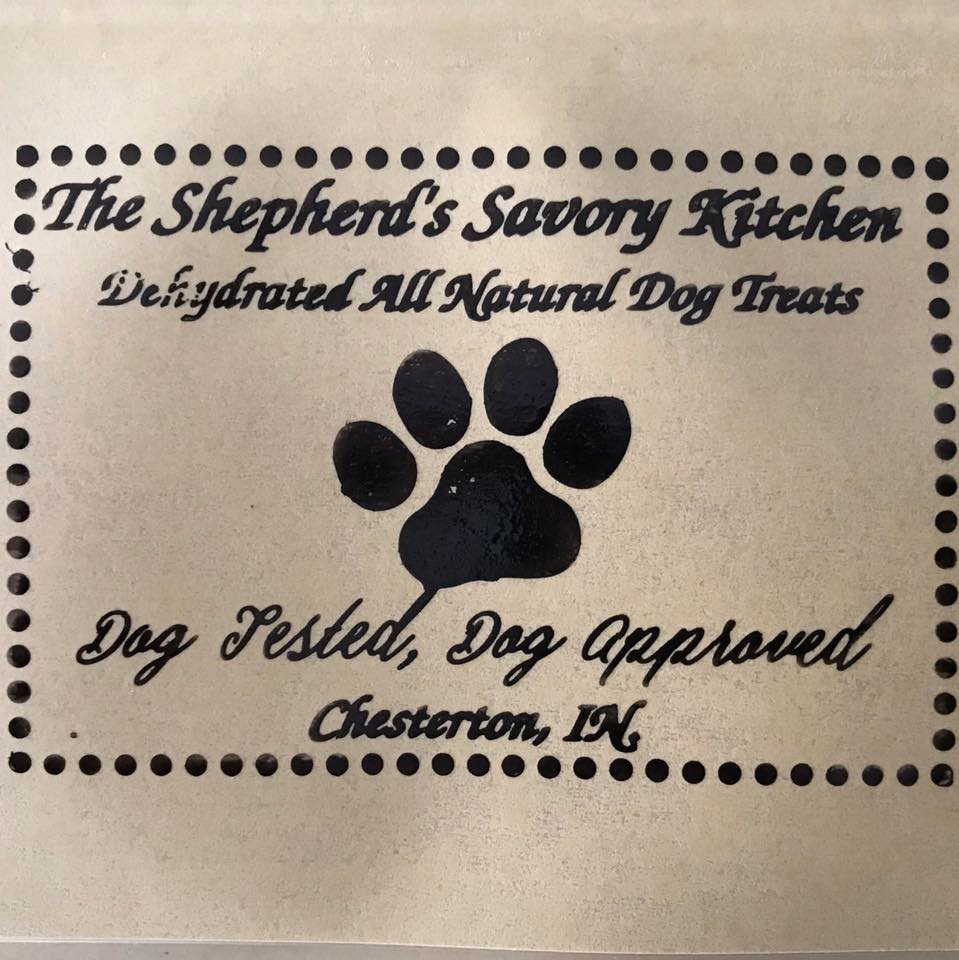 The Shepherd's Savory Kitchen
Dehydrated All Natural Dog Treats
Dog Tested, Dog Approved
Chesterton, IN.